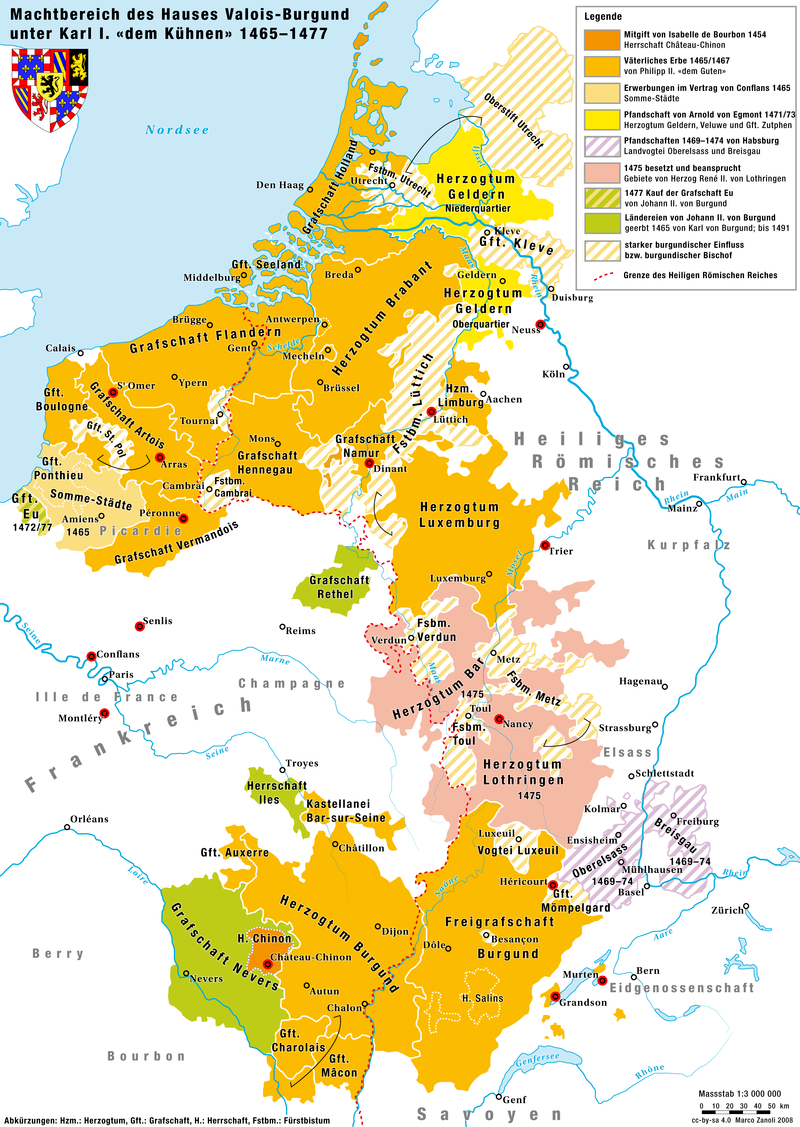 Machtbereich des Hauses Valois-Burgund
unter Karl I. «dem Kühnen» 1465–1477
Legende
Mitgift von Isabelle de Bourbon 1454
Herrschaft Château-Chinon
Väterliches Erbe 1465/1467
von Philipp II. «dem Guten»
Erwerbungen im Vertrag von Conflans 1465
Somme-Städte
Pfandschaft von Arnold von Egmont 1471/73
Herzogtum Geldern, Veluwe und Gft. Zutphen
Pfandschaften 1469–1474 von Habsburg
Landvogtei Oberelsass und Breisgau
1475 besetzt und beansprucht
Gebiete von Herzog René II. von Lothringen
1477 Kauf der Grafschaft Eu
von Johann II. von Burgund
Ländereien von Johann II. von Burgund
geerbt 1465 von Karl von Burgund; bis 1491
starker burgundischer Einfluss
bzw. burgundischer Bischof
Grenze des Heiligen Römischen Reiches
Nordsee
Oberstift Utrecht
Grafschaft Holland
Fstbm. Utrecht
Utrecht
Den Haag
IJssel
Herzogtum
Geldern
Niederquartier
Kleve
Gft. Kleve
Gft. Seeland
Middelburg
Breda
Herzogtum Brabant
Maas
Geldern
Rhein
Duisburg
Herzogtum
Geldern
Oberquartier
Neuss
Brügge
Antwerpen
Grafschaft Flandern
Gent
Schelde
Mecheln
Calais
Köln
St Omer
Ypern
Brüssel
Gft.
Boulogne
Grafschaft Artois
Tournai
Fstbm. Lüttich
Hzm.
Limburg
Aachen
Lüttich
Gft. St. Pol
Mons
Grafschaft
Hennegau
Grafschaft
Namur
Dinant
Heiliges
Römisches
Reich
Arras
Gft.
Ponthieu
Cambrai
Fstbm.
Cambrai
Frankfurt
Somme-Städte
Gft.
Eu
1472/77
Amiens
1465
Péronne
Picardie
Grafschaft Vermandois
Herzogtum
Luxemburg
Rhein
Main
Mainz
Trier
Kurpfalz
Mosel
Luxemburg
Grafschaft
Rethel
Seine
Senlis
Reims
Verdun
Fsbm.
Verdun
Conflans
Paris
Marne
Maas
Metz
Fsbm. Metz
Hagenau
Ille de France
Champagne
Herzogtum Bar
1475
Montléry
Toul
Fsbm.
Toul
Nancy
Strassburg
Frankreich
Seine
Elsass
Troyes
Herzogtum
Lothringen
1475
Schlettstadt
Herrschaft
Iles
Kastellanei
Bar-sur-Seine
Kolmar
Freiburg
Breisgau
1469–74
Orléans
Luxeuil
Vogtei Luxeuil
Ensisheim
Oberelsass
1469–74
Mühlhausen
Châtillon
Gft. Auxerre
Loire
Saône
Héricourt
Gft.
Mömpelgard
Basel
Rhein
Zürich
Grafschaft Nevers
Herzogtum Burgund
Freigrafschaft
Burgund
Dijon
Dôle
Besançon
Aare
H. Chinon
Château-Chinon
Berry
Nevers
Autun
H. Salins
Murten
Bern
Eidgenossenschaft
Grandson
Chalon
Gft.
Charolais
Gft.
Mâcon
Bourbon
Genfersee
Rhône
Genf
Savoyen
Massstab 1:3 000 000
0 10 20 30 40 50 km
cc-by-sa 4.0 Marco Zanoli 2008
Abkürzungen: Hzm.: Herzogtum, Gft.: Grafschaft, H.: Herrschaft, Fstbm.: Fürstbistum